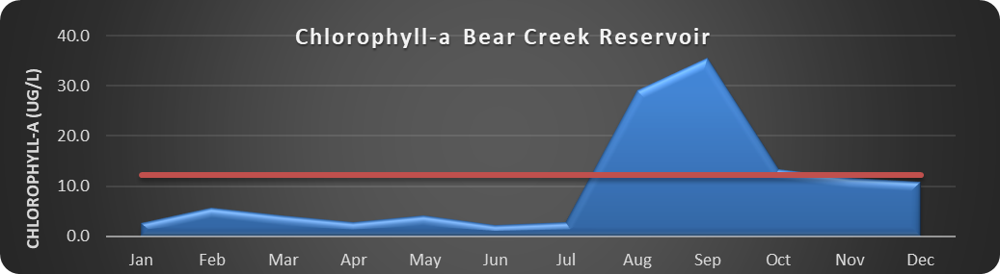 Chlorophyll-a Bear Creek Reservoir
CHLOROPHYLL-A (UG/L)
40.0
30.0
20.0
10.0
0.0
Jan Feb Mar Apr May Jun Jul Aug Sep Oct Nov Dec